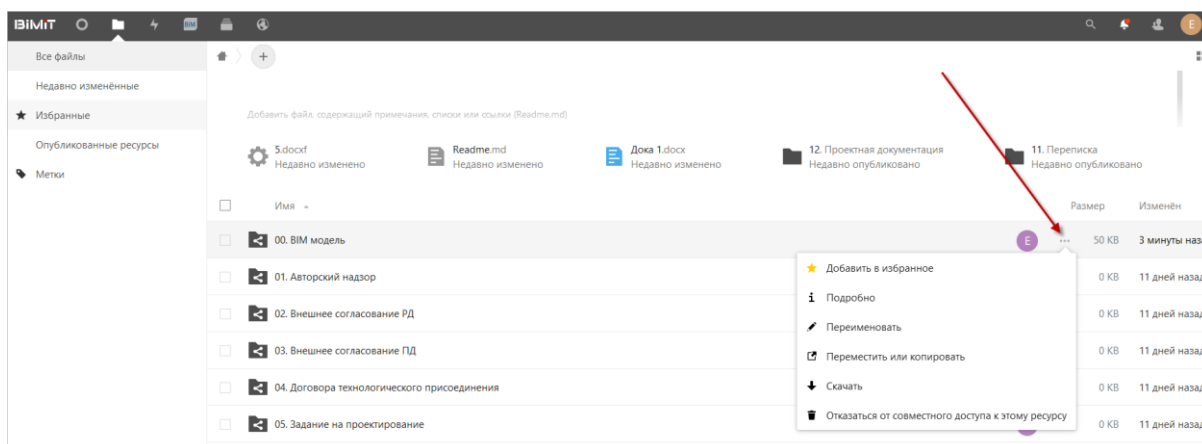 BiMiT BIM E
Все файлы
Недавно изменённые
Избранные
Опубликованные ресурсы
Метки
Добавить файл, содержащий примечания, списки или ссылки (Readme.md)
5.docxf
Недавно изменено
Readme.md
Недавно изменено
Дока 1.docx
Недавно изменено
12. Проектная документация
Недавно опубликовано
11. Переписка
Недавно опубликовано
Имя Размер Изменён
00. BIM модель E ... 50 KB 3 минуты наз
01. Авторский надзор 0 KB 11 дней назад
02. Внешнее согласование РД 0 KB 11 дней назад
03. Внешнее согласование ПД 0 KB 11 дней назад
04. Договора технологического присоединения 0 KB 11 дней назад
05. Задание на проектирование 0 KB 11 дней назад
Добавить в избранное
Подробно
Переименовать
Переместить или копировать
Скачать
Отказаться от совместного доступа к этому ресурсу